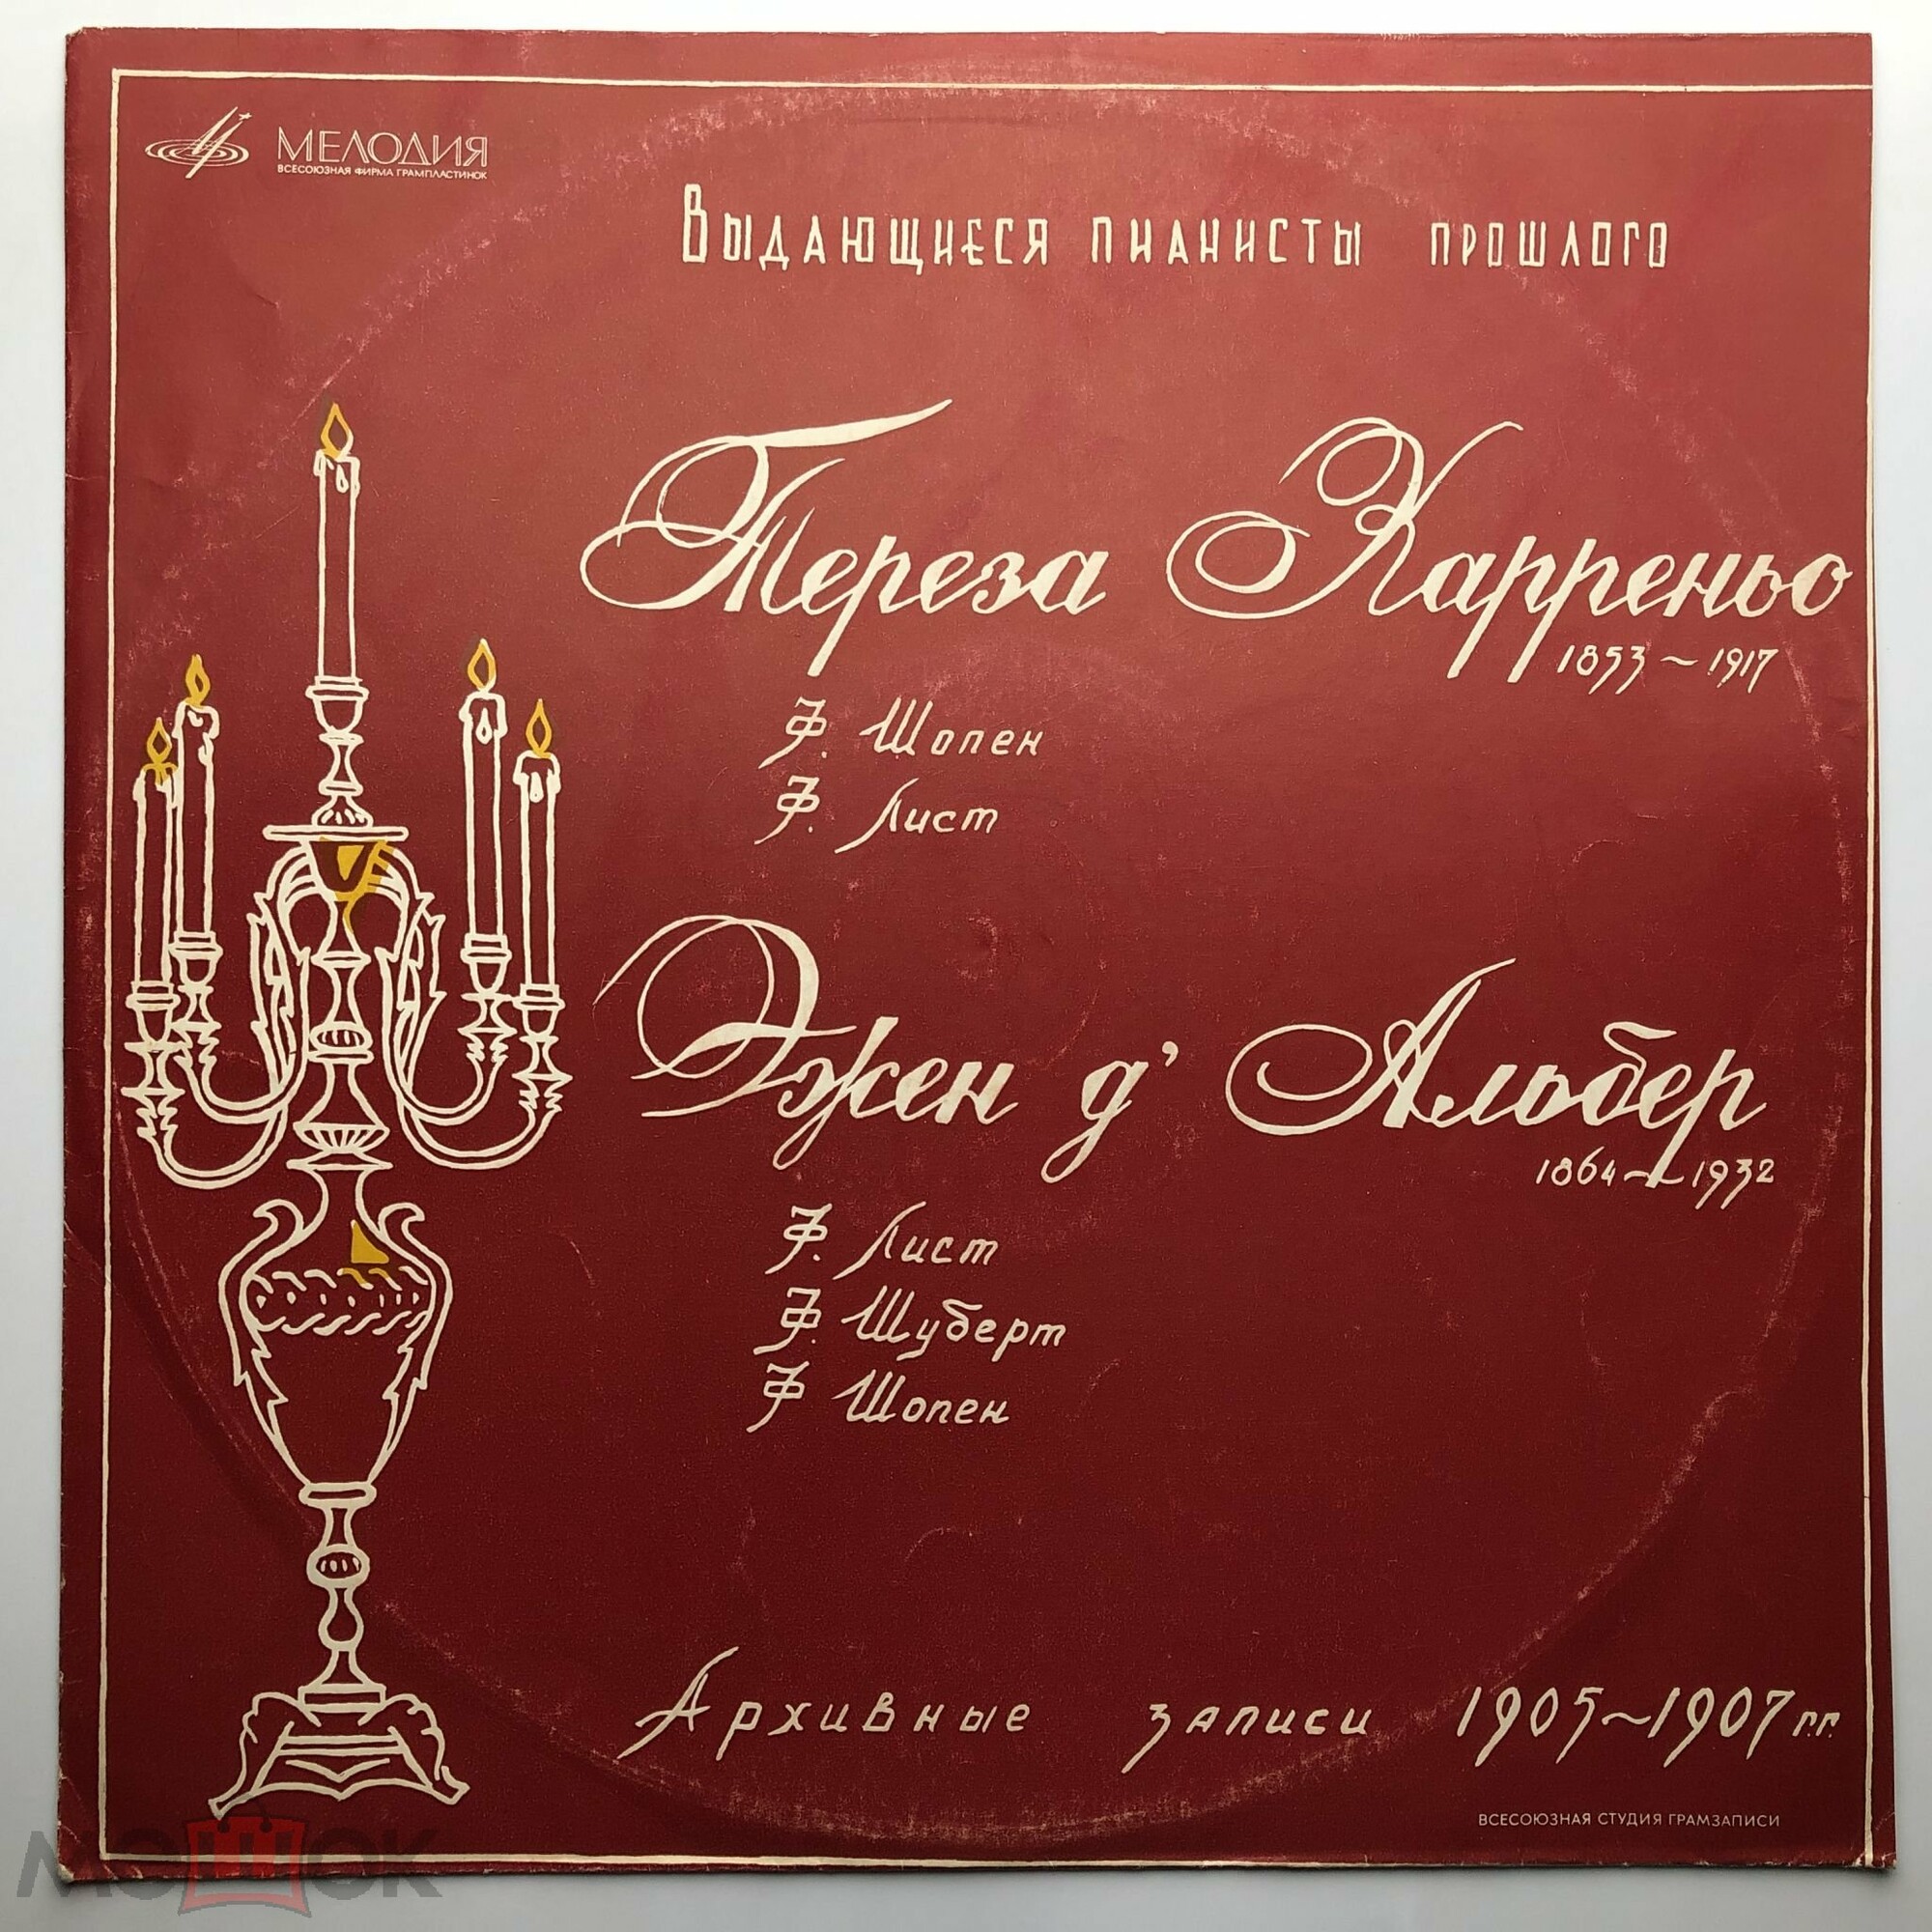 МЕЛОДИЯ
ВСЕСОЮЗНАЯ ФИРМА ГРАМПЛАСТИНОК
Выдающиеся пианисты прошлого
Тереза Карреньо
1853~1917
Ф. Шопен
Ф. Лист
Эжен д' Альбер
1864~1932
Ф. Лист
Ф. Шуберт
Ф Шопен
Архивные записи 1905~1907 г.г.
ВСЕСОЮЗНАЯ СТУДИЯ ГРАМЗАПИСИ
мешок